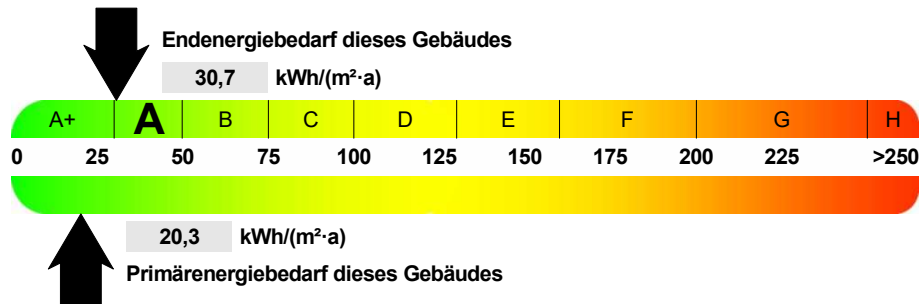 Endenergiebedarf dieses Gebäudes
30,7 kWh/(m²·a)
A+ A B C D E F G H
0 25 50 75 100 125 150 175 200 225 >250
20,3 kWh/(m²·a)
Primärenergiebedarf dieses Gebäudes